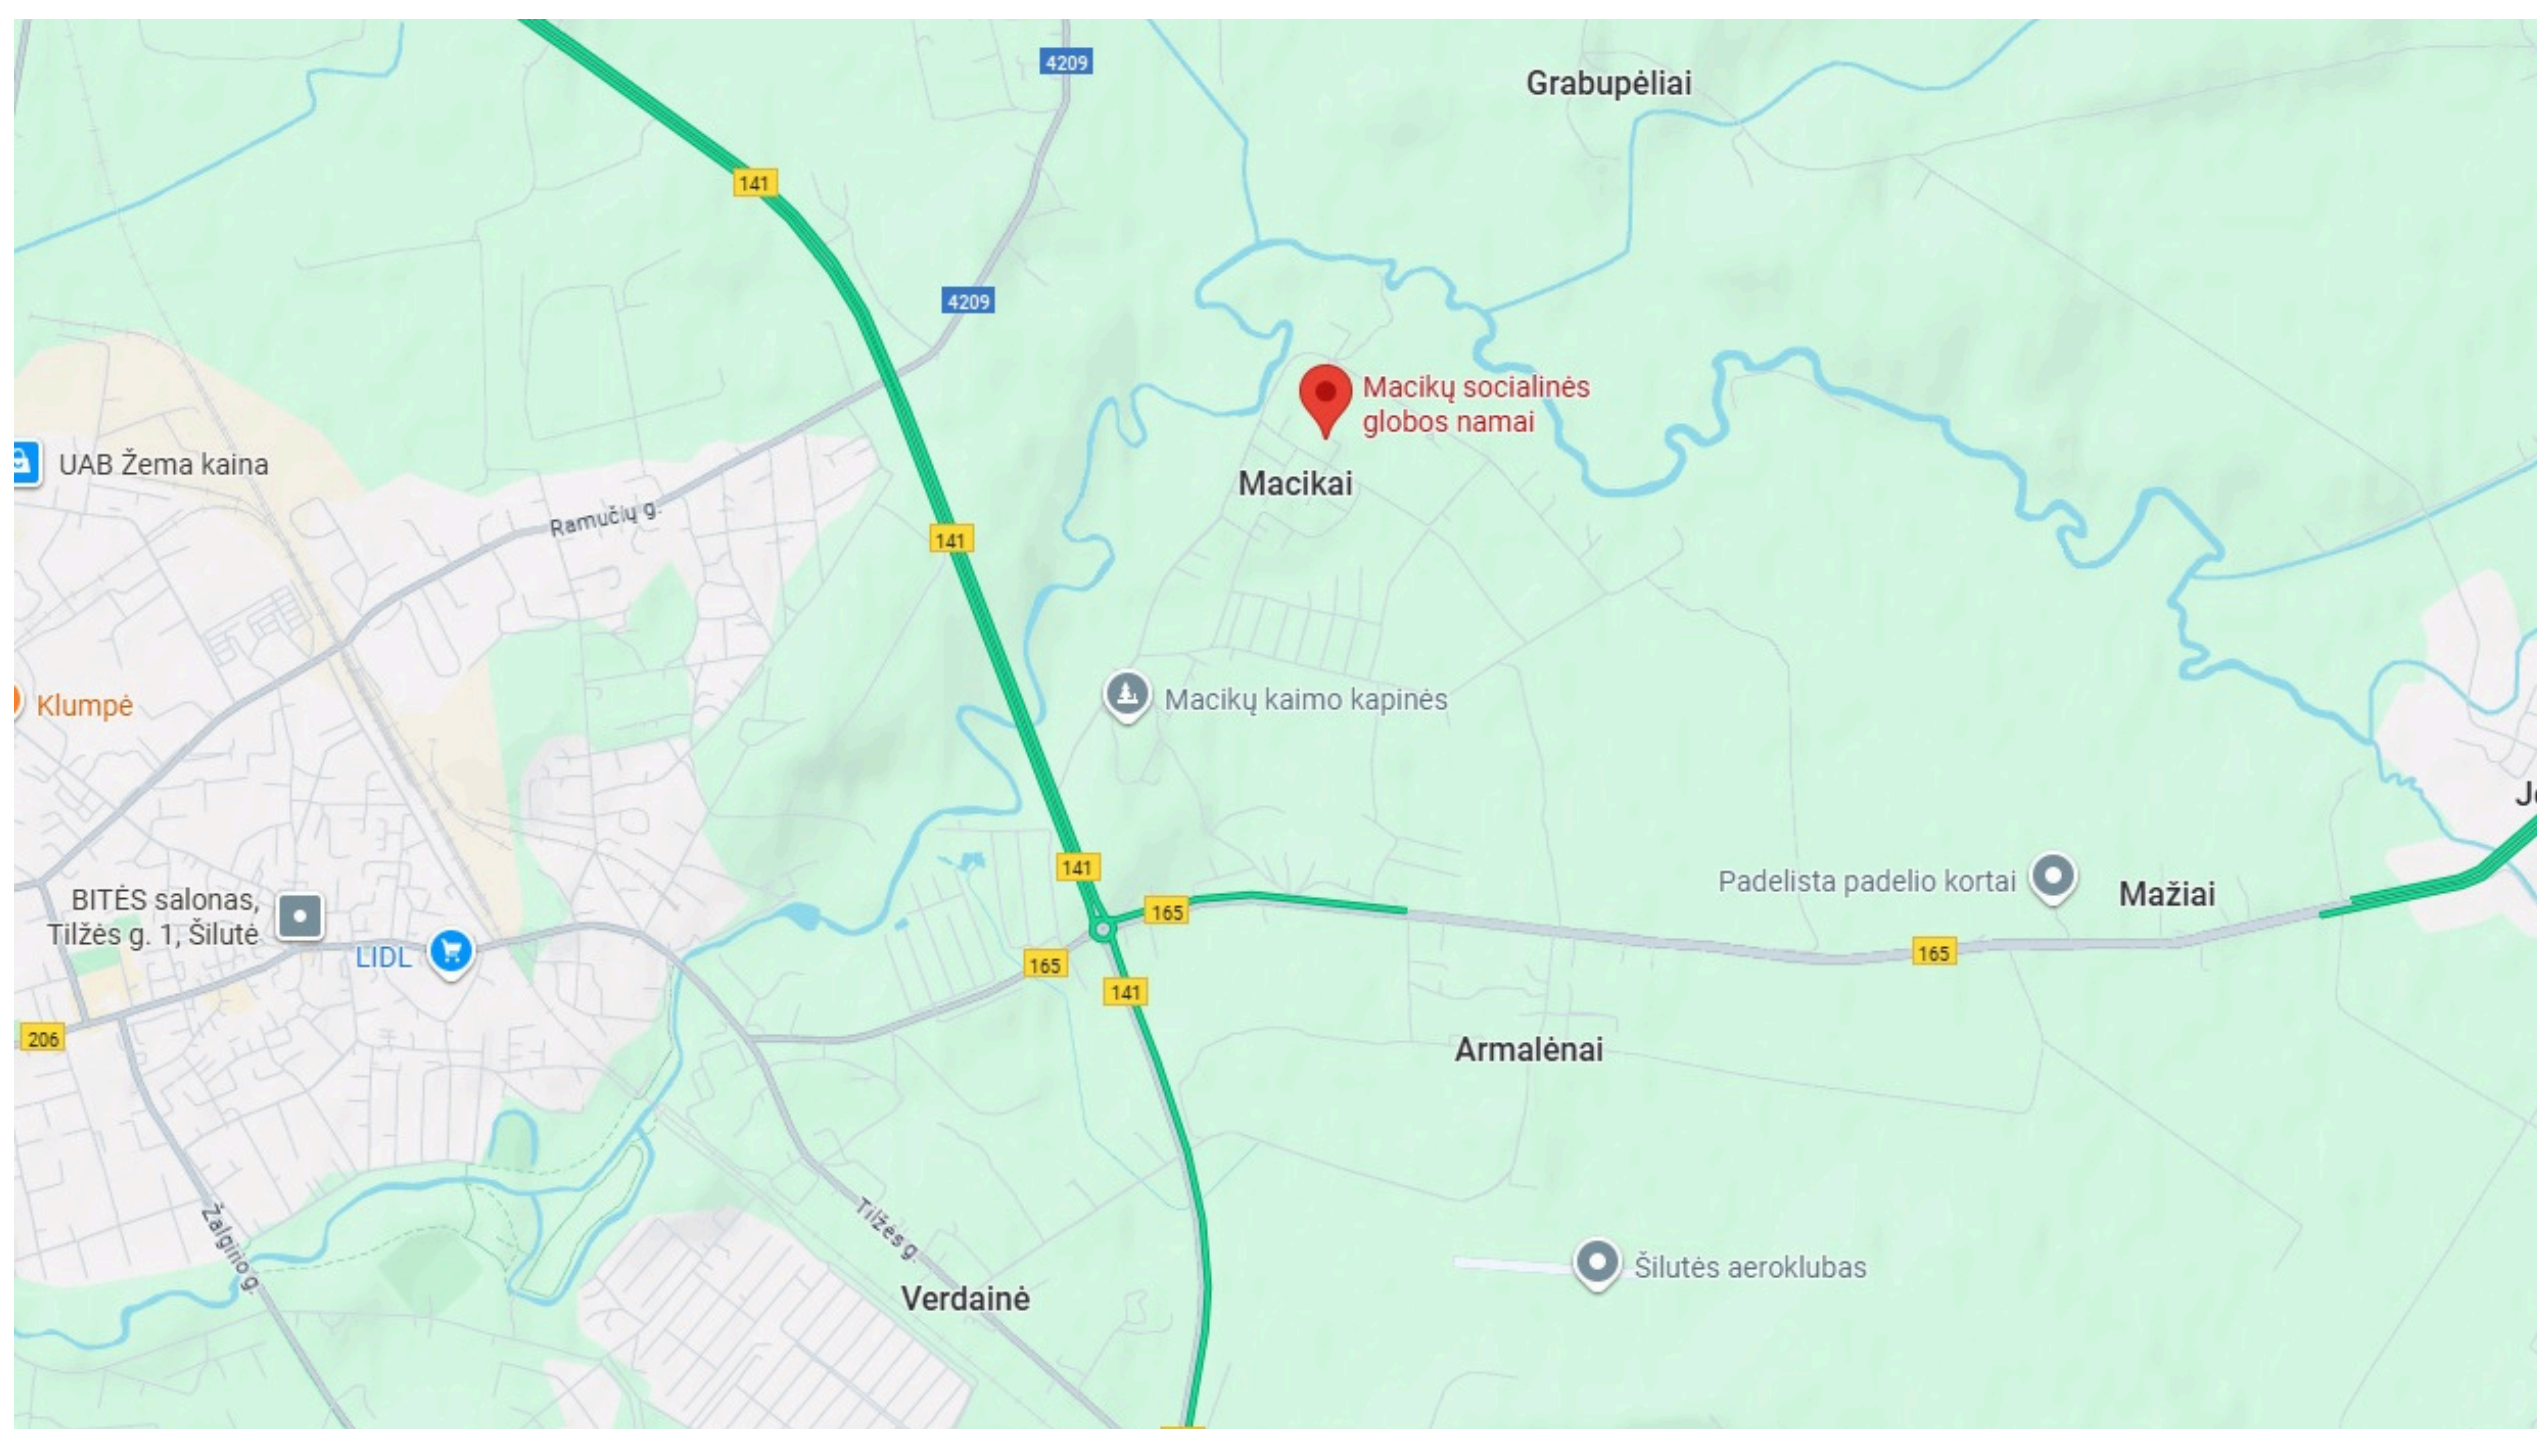 4209
Grabupėliai
141
4209
Macikų socialinės
globos namai
UAB Žema kaina
Macikai
Ramučių g.
141
Klumpė
Macikų kaimo kapinės
141
165
Padelista padelio kortai
Mažiai
BITĖS salonas,
Tilžės g. 1, Šilutė
LIDL
165
165
141
206
Armalėnai
Žalgirio g.
Tilžės g.
Šilutės aeroklubas
Verdainė